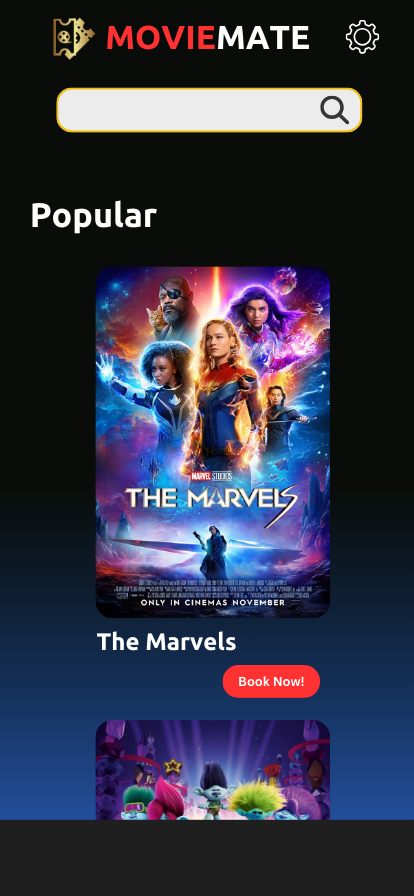 MOVIEMATE
Popular
MARVEL STUDIOS
THE MARVELS
ONLY IN CINEMAS NOVEMBER
The Marvels
Book Now!